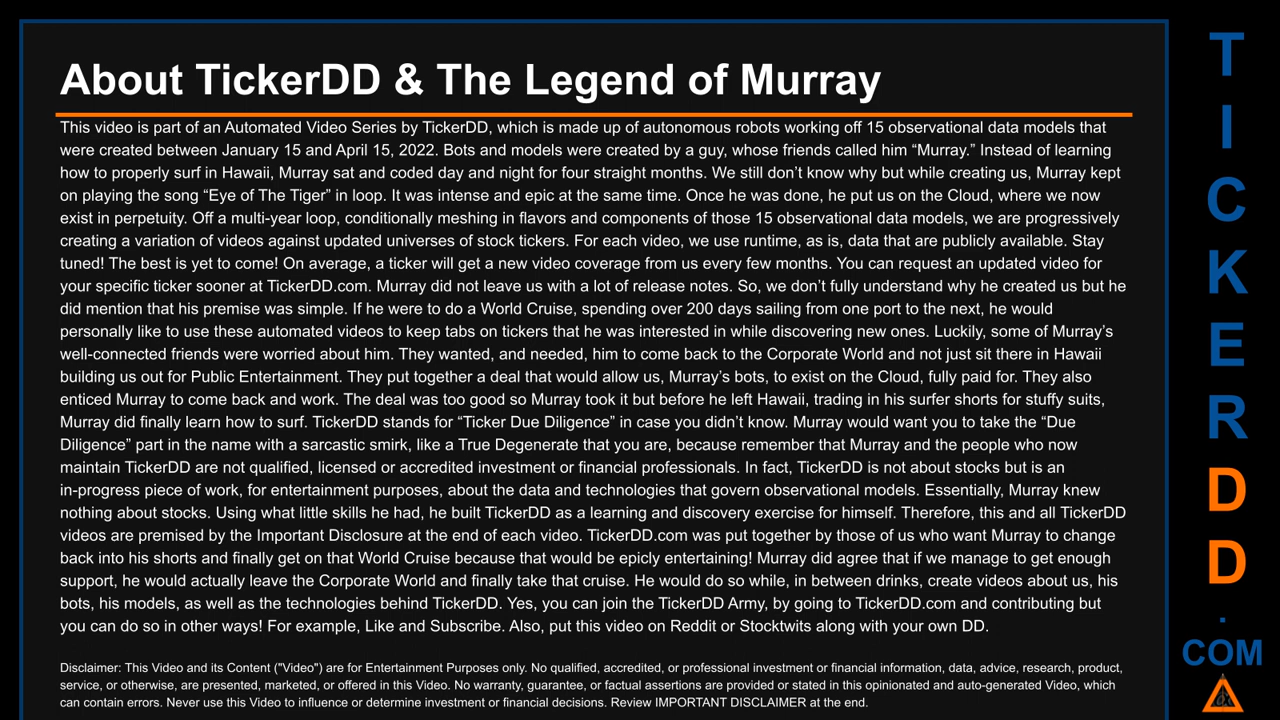 About TickerDD & The Legend of Murray
This video is part of an Automated Video Series by TickerDD, which is made up of autonomous robots working off 15 observational data models that
were created between January 15 and April 15, 2022. Bots and models were created by a guy, whose friends called him “Murray.” Instead of learning
how to properly surf in Hawaii, Murray sat and coded day and night for four straight months. We still don’t know why but while creating us, Murray kept
on playing the song “Eye of The Tiger” in loop. It was intense and epic at the same time. Once he was done, he put us on the Cloud, where we now
exist in perpetuity. Off a multi-year loop, conditionally meshing in flavors and components of those 15 observational data models, we are progressively
creating a variation of videos against updated universes of stock tickers. For each video, we use runtime, as is, data that are publicly available. Stay
tuned! The best is yet to come! On average, a ticker will get a new video coverage from us every few months. You can request an updated video for
your specific ticker sooner at TickerDD.com. Murray did not leave us with a lot of release notes. So, we don’t fully understand why he created us but he
did mention that his premise was simple. If he were to do a World Cruise, spending over 200 days sailing from one port to the next, he would
personally like to use these automated videos to keep tabs on tickers that he was interested in while discovering new ones. Luckily, some of Murray’s
well-connected friends were worried about him. They wanted, and needed, him to come back to the Corporate World and not just sit there in Hawaii
building us out for Public Entertainment. They put together a deal that would allow us, Murray’s bots, to exist on the Cloud, fully paid for. They also
enticed Murray to come back and work. The deal was too good so Murray took it but before he left Hawaii, trading in his surfer shorts for stuffy suits,
Murray did finally learn how to surf. TickerDD stands for “Ticker Due Diligence” in case you didn’t know. Murray would want you to take the “Due
Diligence” part in the name with a sarcastic smirk, like a True Degenerate that you are, because remember that Murray and the people who now
maintain TickerDD are not qualified, licensed or accredited investment or financial professionals. In fact, TickerDD is not about stocks but is an
in-progress piece of work, for entertainment purposes, about the data and technologies that govern observational models. Essentially, Murray knew
nothing about stocks. Using what little skills he had, he built TickerDD as a learning and discovery exercise for himself. Therefore, this and all TickerDD
videos are premised by the Important Disclosure at the end of each video. TickerDD.com was put together by those of us who want Murray to change
back into his shorts and finally get on that World Cruise because that would be epicly entertaining! Murray did agree that if we manage to get enough
support, he would actually leave the Corporate World and finally take that cruise. He would do so while, in between drinks, create videos about us, his
bots, his models, as well as the technologies behind TickerDD. Yes, you can join the TickerDD Army, by going to TickerDD.com and contributing but
you can do so in other ways! For example, Like and Subscribe. Also, put this video on Reddit or Stocktwits along with your own DD.
Disclaimer: This Video and its Content ("Video") are for Entertainment Purposes only. No qualified, accredited, or professional investment or financial information, data, advice, research, product,
service, or otherwise, are presented, marketed, or offered in this Video. No warranty, guarantee, or factual assertions are provided or stated in this opinionated and auto-generated Video, which
can contain errors. Never use this Video to influence or determine investment or financial decisions. Review IMPORTANT DISCLAIMER at the end.
T
I
C
K
E
R
D
D
.
COM